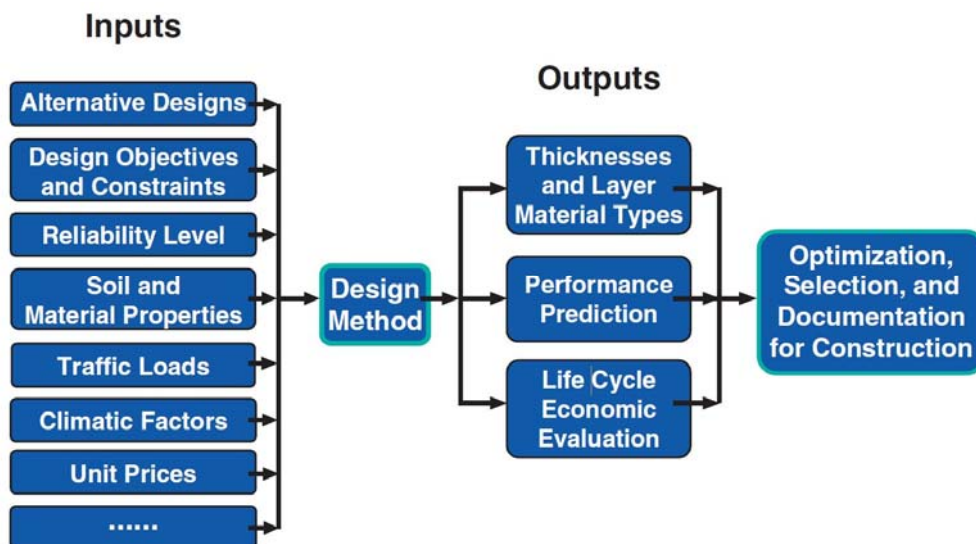 Inputs
Alternative Designs
Design Objectives
and Constraints
Reliability Level
Soil and
Material Properties
Traffic Loads
Climatic Factors
Unit Prices
......
Design
Method
Outputs
Thicknesses
and Layer
Material Types
Performance
Prediction
Life Cycle
Economic
Evaluation
Optimization,
Selection, and
Documentation
for Construction